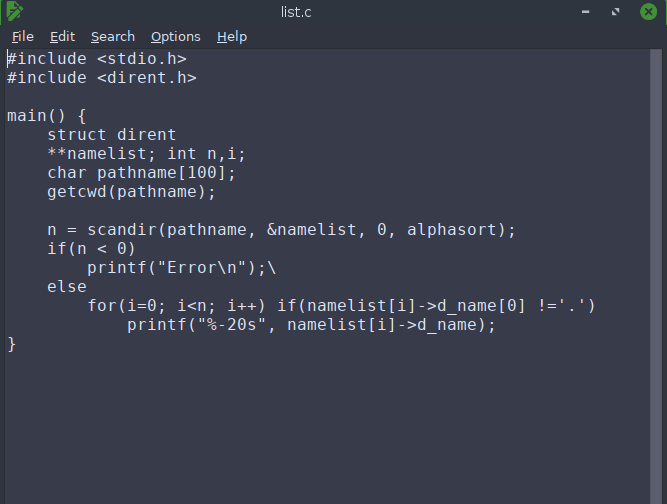 list.c
File Edit Search Options Help
#include <stdio.h>
#include <dirent.h>

main() {
    struct dirent
    **namelist; int n,i;
    char pathname[100];
    getcwd(pathname);

    n = scandir(pathname, &namelist, 0, alphasort);
    if(n < 0)
        printf("Error\n");\
    else
        for(i=0; i<n; i++) if(namelist[i]->d_name[0] !='.')
            printf("%-20s", namelist[i]->d_name);
}